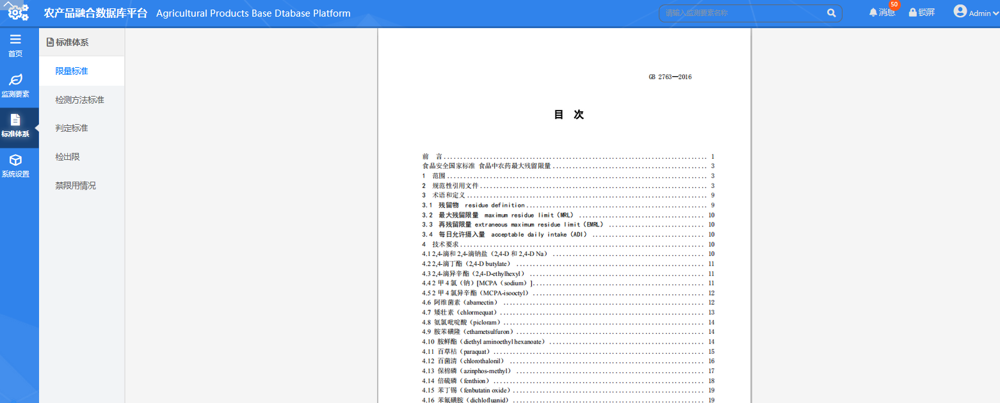 农产品融合数据库平台 Agricultural Products Base Dtabase Platform
请输入监测要素名称
消息 50
锁屏
Admin
首页
监测要素
标准体系
系统设置
标准体系
限量标准
检测方法标准
判定标准
检出限
禁限用情况
GB 2763—2016
目 次
前 言 1
食品安全国家标准 食品中农药最大残留限量 3
1 范围 3
2 规范性引用文件 3
3 术语和定义 9
3.1 残留物 residue definition 9
3.2 最大残留限量 maximum residue limit（MRL） 10
3.3 再残留限量 extraneous maximum residue limit（EMRL） 10
3.4 每日允许摄入量 acceptable daily intake（ADI） 10
4 技术要求 10
4.1 2,4-滴和 2,4-滴钠盐（2,4-D 和 2,4-D Na） 10
4.2 2,4-滴丁酯（2,4-D butylate） 11
4.3 2,4-滴异辛酯（2,4-D-ethylhexyl） 11
4.4 2 甲 4 氯（钠）[MCPA（sodium）] 11
4.5 2 甲 4 氯异辛酯（MCPA-isooctyl） 12
4.6 阿维菌素（abamectin） 12
4.7 矮壮素（chlormequat） 13
4.8 氨氯吡啶酸（picloram） 14
4.9 胺苯磺隆（ethametsulfuron） 14
4.10 胺鲜酯（diethyl aminoethyl hexanoate） 14
4.11 百草枯（paraquat） 15
4.12 百菌清（chlorothalonil） 16
4.13 保棉磷（azinphos-methyl） 17
4.14 倍硫磷（fenthion） 18
4.15 苯丁锡（fenbutatin oxide） 19
4.16 苯氟磺胺（dichlofluanid） 19